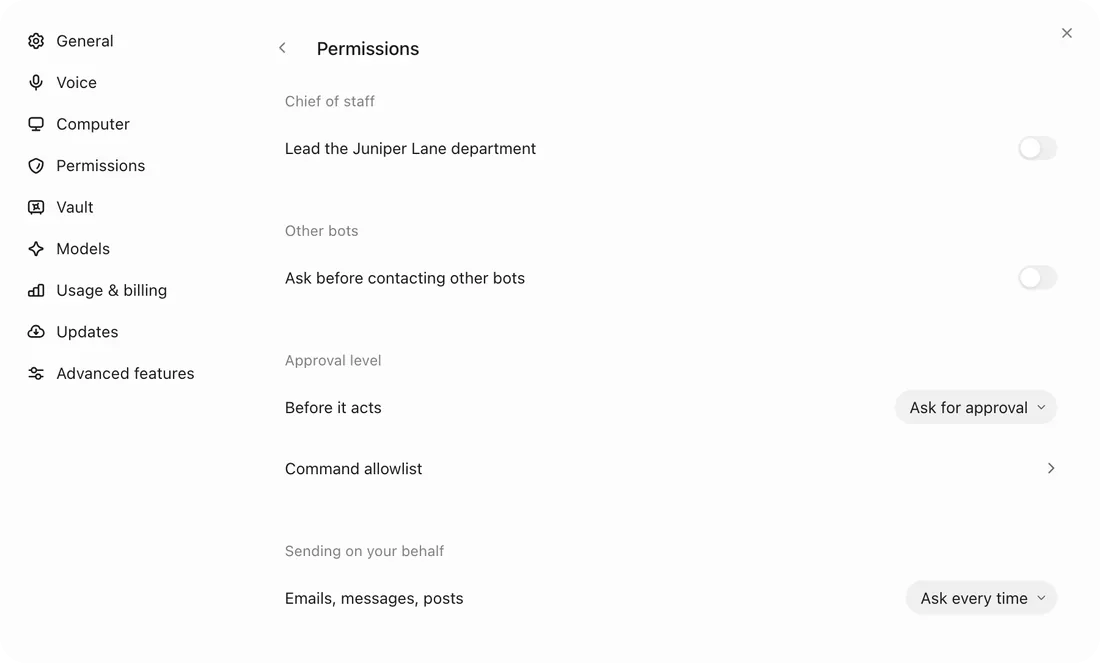 General
Voice
Computer
Permissions
Vault
Models
Usage & billing
Updates
Advanced features
Permissions
Chief of staff
Lead the Juniper Lane department
Other bots
Ask before contacting other bots
Approval level
Before it acts
Ask for approval
Command allowlist
Sending on your behalf
Emails, messages, posts
Ask every time